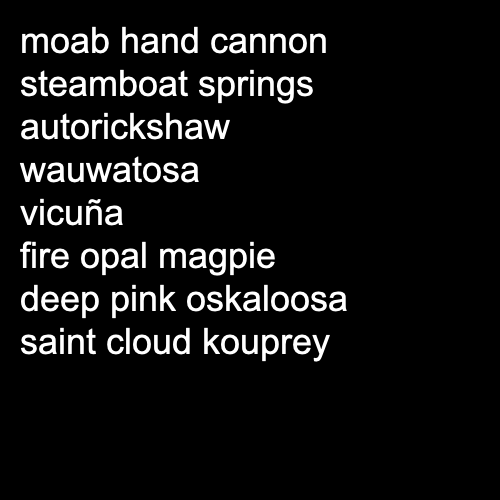 moab hand cannon
steamboat springs
autorickshaw
wauwatosa
vicuña
fire opal magpie
deep pink oskaloosa
saint cloud kouprey